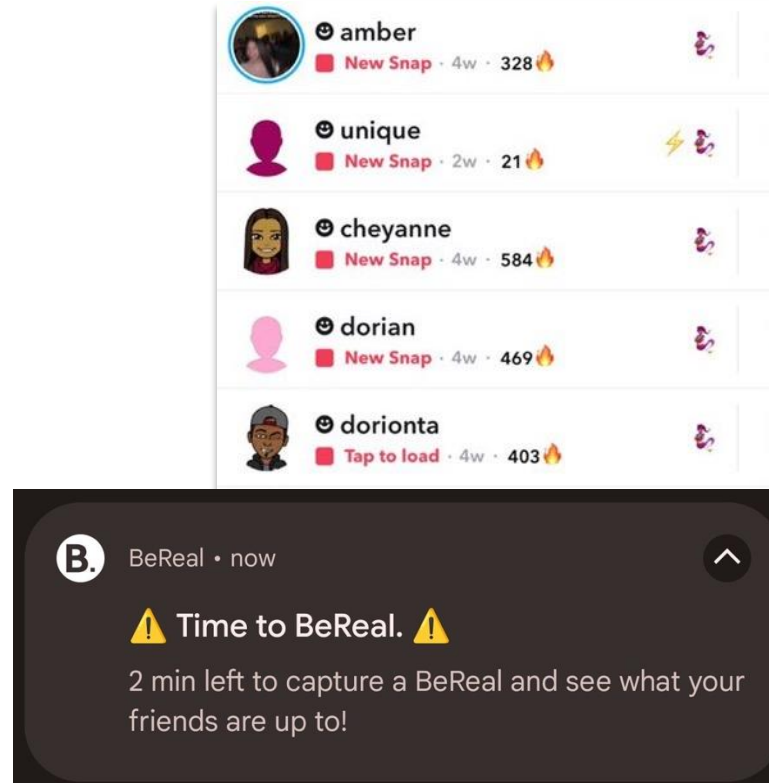 amber
New Snap · 4w · 328🔥
unique
New Snap · 2w · 21🔥
cheyanne
New Snap · 4w · 584🔥
dorian
New Snap · 4w · 469🔥
dorionta
Tap to load · 4w · 403🔥
B. BeReal • now
⚠️ Time to BeReal. ⚠️
2 min left to capture a BeReal and see what your
friends are up to!